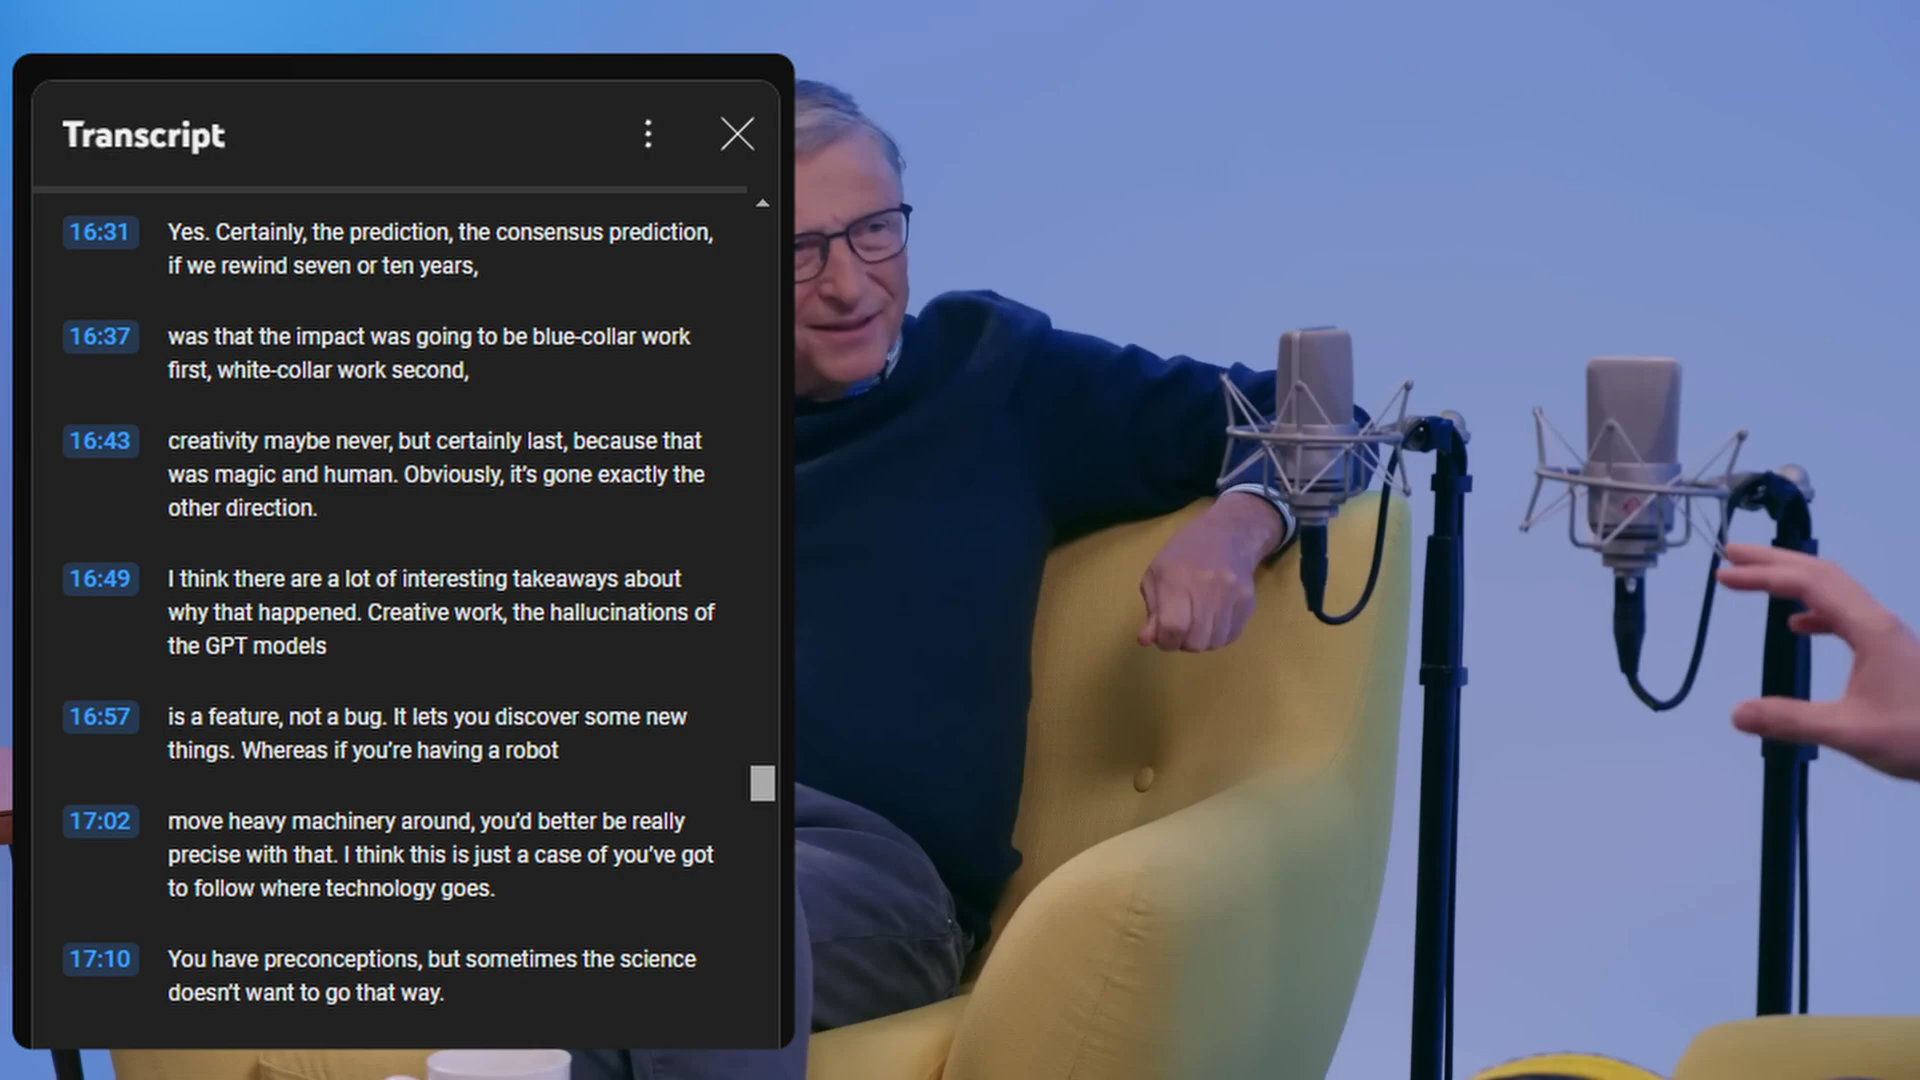 Transcript
16:31
Yes. Certainly, the prediction, the consensus prediction,
if we rewind seven or ten years,
16:37
was that the impact was going to be blue-collar work
first, white-collar work second,
16:43
creativity maybe never, but certainly last, because that
was magic and human. Obviously, it’s gone exactly the
other direction.
16:49
I think there are a lot of interesting takeaways about
why that happened. Creative work, the hallucinations of
the GPT models
16:57
is a feature, not a bug. It lets you discover some new
things. Whereas if you’re having a robot
17:02
move heavy machinery around, you’d better be really
precise with that. I think this is just a case of you’ve got
to follow where technology goes.
17:10
You have preconceptions, but sometimes the science
doesn’t want to go that way.